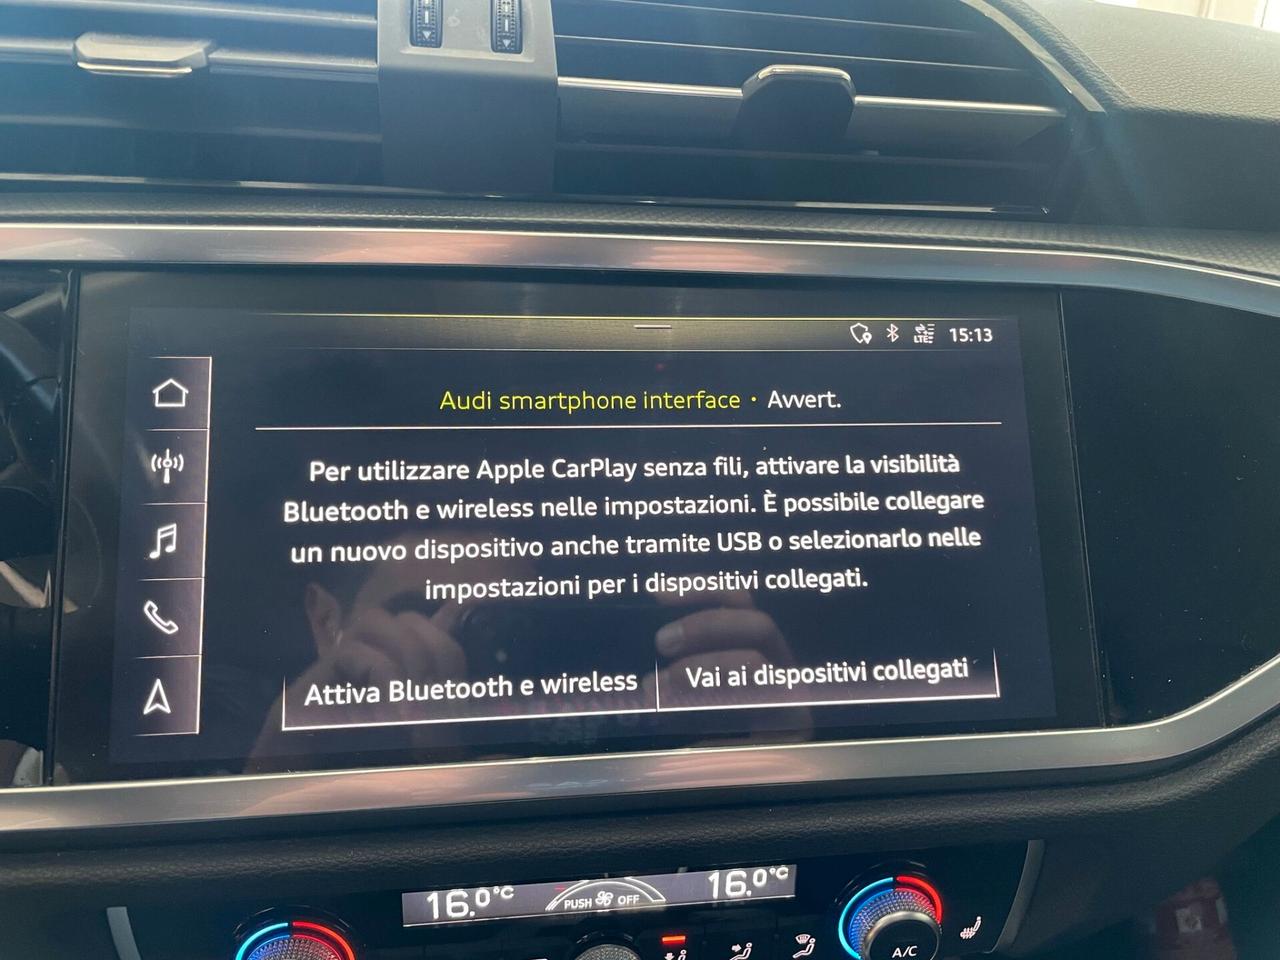 LTE 15:13
Audi smartphone interface • Avvert.
Per utilizzare Apple CarPlay senza fili, attivare la visibilità
Bluetooth e wireless nelle impostazioni. È possibile collegare
un nuovo dispositivo anche tramite USB o selezionarlo nelle
impostazioni per i dispositivi collegati.
Attiva Bluetooth e wireless Vai ai dispositivi collegati
16.0°C PUSH OFF 16.0°C
A/C